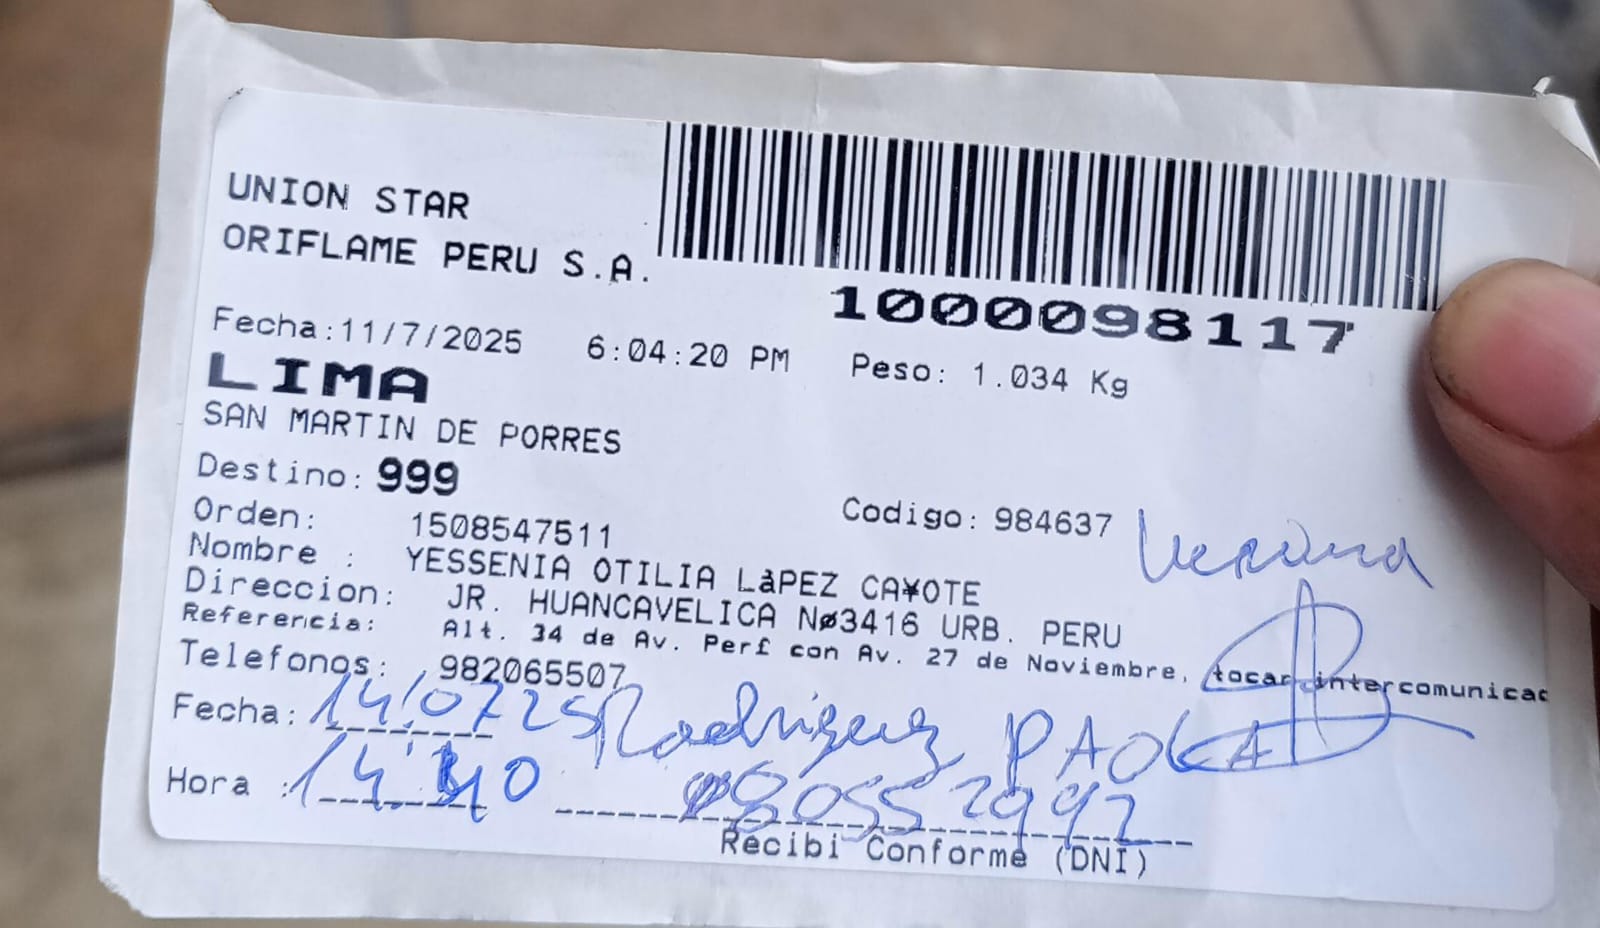 UNION STAR
ORIFLAME PERU S.A.
1000098117
Fecha:11/7/2025 6:04:20 PM Peso: 1.034 Kg
LIMA
SAN MARTIN DE PORRES
Destino: 999
Orden: 1508547511 Codigo: 984637
Nombre : YESSENIA OTILIA LàPEZ CA¥OTE
Direccion: JR. HUANCAVELICA Nø3416 URB. PERU
Referencia: Alt. 34 de Av. Perf con Av. 27 de Noviembre, tocar intercomunicad
Telefonos: 982065507
Fecha: 14/07/25 Rodriguez PAOLA
Hora :
Recibi Conforme (DNI)